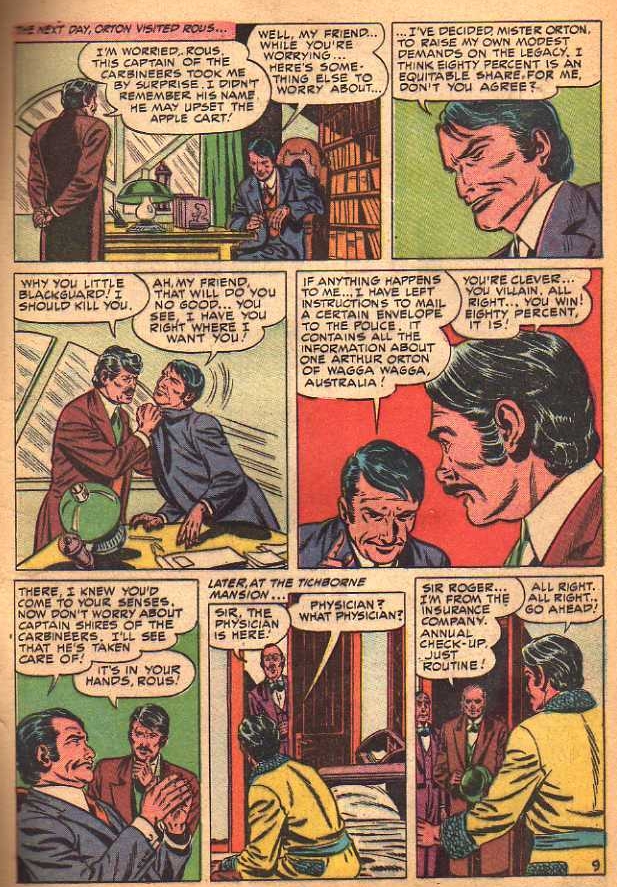 THE NEXT DAY, ORTON VISITED ROUS...
I'M WORRIED, ROUS.
THIS CAPTAIN OF THE
CARBINEERS TOOK ME
BY SURPRISE. I DIDN'T
REMEMBER HIS NAME.
HE MAY UPSET THE
APPLE CART!
WELL, MY FRIEND...
WHILE YOU'RE
WORRYING...
HERE'S SOME-
THING ELSE TO
WORRY ABOUT...
...I'VE DECIDED, MISTER ORTON,
TO RAISE MY OWN MODEST
DEMANDS ON THE LEGACY. I
THINK EIGHTY PERCENT IS AN
EQUITABLE SHARE, FOR ME,
DON'T YOU AGREE?
WHY YOU LITTLE
BLACKGUARD! I
SHOULD KILL YOU.
AH, MY FRIEND,
THAT WILL DO YOU
NO GOOD... YOU
SEE, I HAVE YOU
RIGHT WHERE I
WANT YOU!
IF ANYTHING HAPPENS
TO ME... I HAVE LEFT
INSTRUCTIONS TO MAIL
A CERTAIN ENVELOPE
TO THE POLICE. IT
CONTAINS ALL THE
INFORMATION ABOUT
ONE ARTHUR ORTON
OF WAGGA WAGGA,
AUSTRALIA!
YOU'RE CLEVER...
YOU VILLAIN. ALL
RIGHT... YOU WIN!
EIGHTY PERCENT,
IT IS!
THERE, I KNEW YOU'D
COME TO YOUR SENSES.
NOW DON'T WORRY ABOUT
CAPTAIN SHIRES OF THE
CARBINEERS. I'LL SEE
THAT HE'S TAKEN
CARE OF!
IT'S IN YOUR
HANDS, ROUS!
LATER, AT THE TICHBORNE
MANSION...
SIR, THE
PHYSICIAN
IS HERE!
PHYSICIAN?
WHAT PHYSICIAN?
SIR ROGER...
I'M FROM THE
INSURANCE
COMPANY.
ANNUAL
CHECK-UP.
JUST
ROUTINE!
ALL RIGHT.
ALL RIGHT..
GO AHEAD!
9